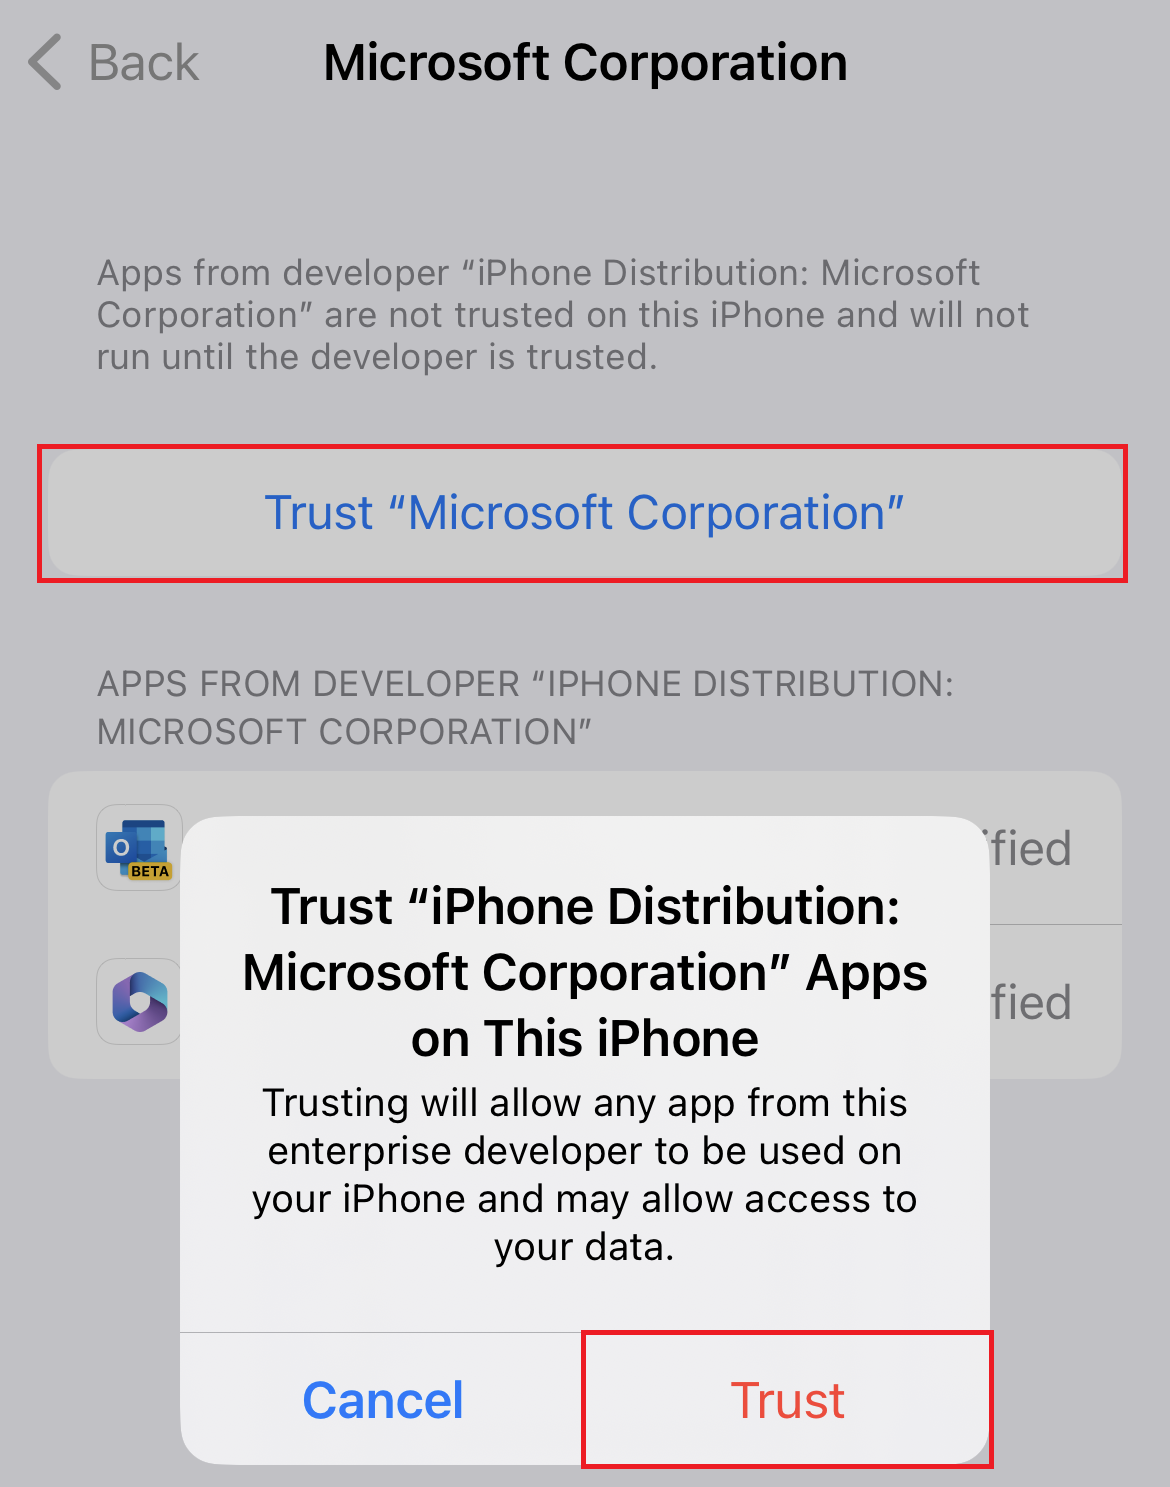 Back
Microsoft Corporation
Apps from developer “iPhone Distribution: Microsoft
Corporation” are not trusted on this iPhone and will not
run until the developer is trusted.
Trust “Microsoft Corporation”
APPS FROM DEVELOPER “IPHONE DISTRIBUTION:
MICROSOFT CORPORATION”
O
BETA
fied
fied
Trust “iPhone Distribution:
Microsoft Corporation” Apps
on This iPhone
Trusting will allow any app from this
enterprise developer to be used on
your iPhone and may allow access to
your data.
Cancel
Trust